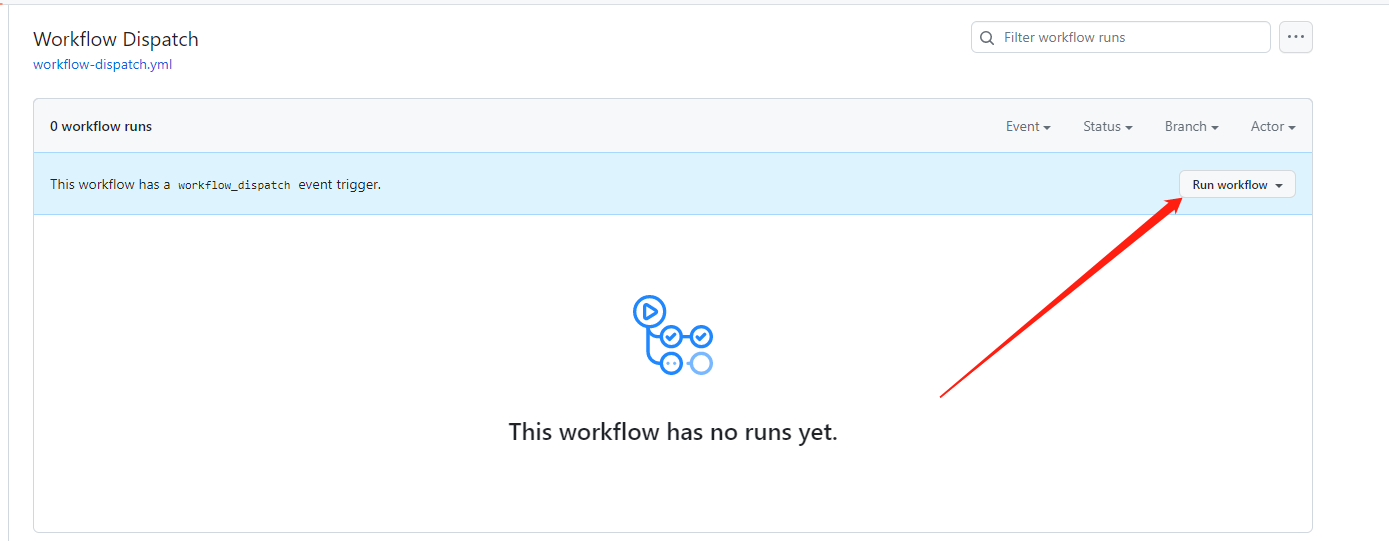 Workflow Dispatch
Filter workflow runs
workflow-dispatch.yml
0 workflow runs
Event
Status
Branch
Actor
This workflow has a workflow_dispatch event trigger.
Run workflow
This workflow has no runs yet.